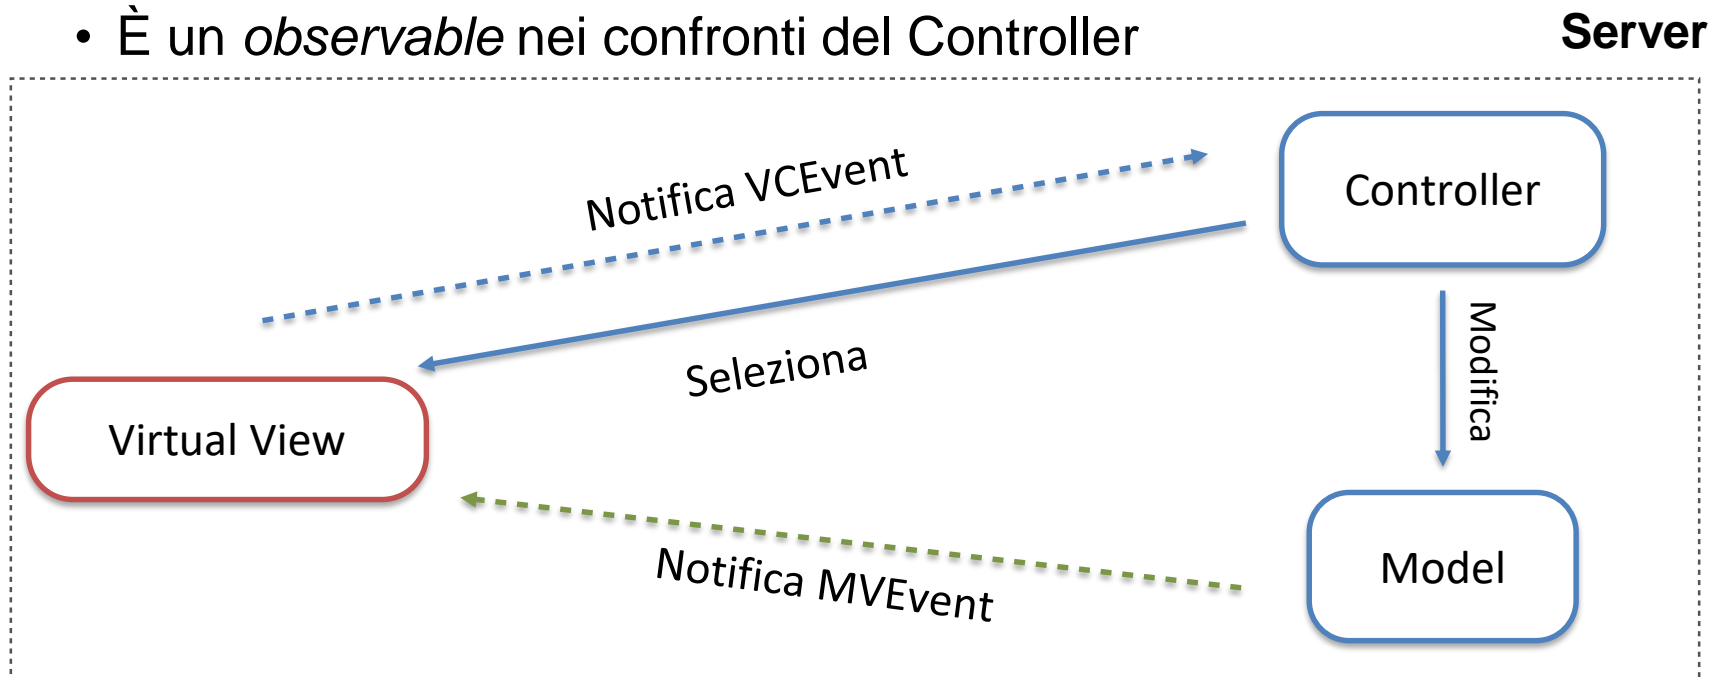 • È un observable nei confronti del Controller
Server
Notifica VCEvent
Controller
Seleziona
Modifica
Virtual View
Notifica MVEvent
Model